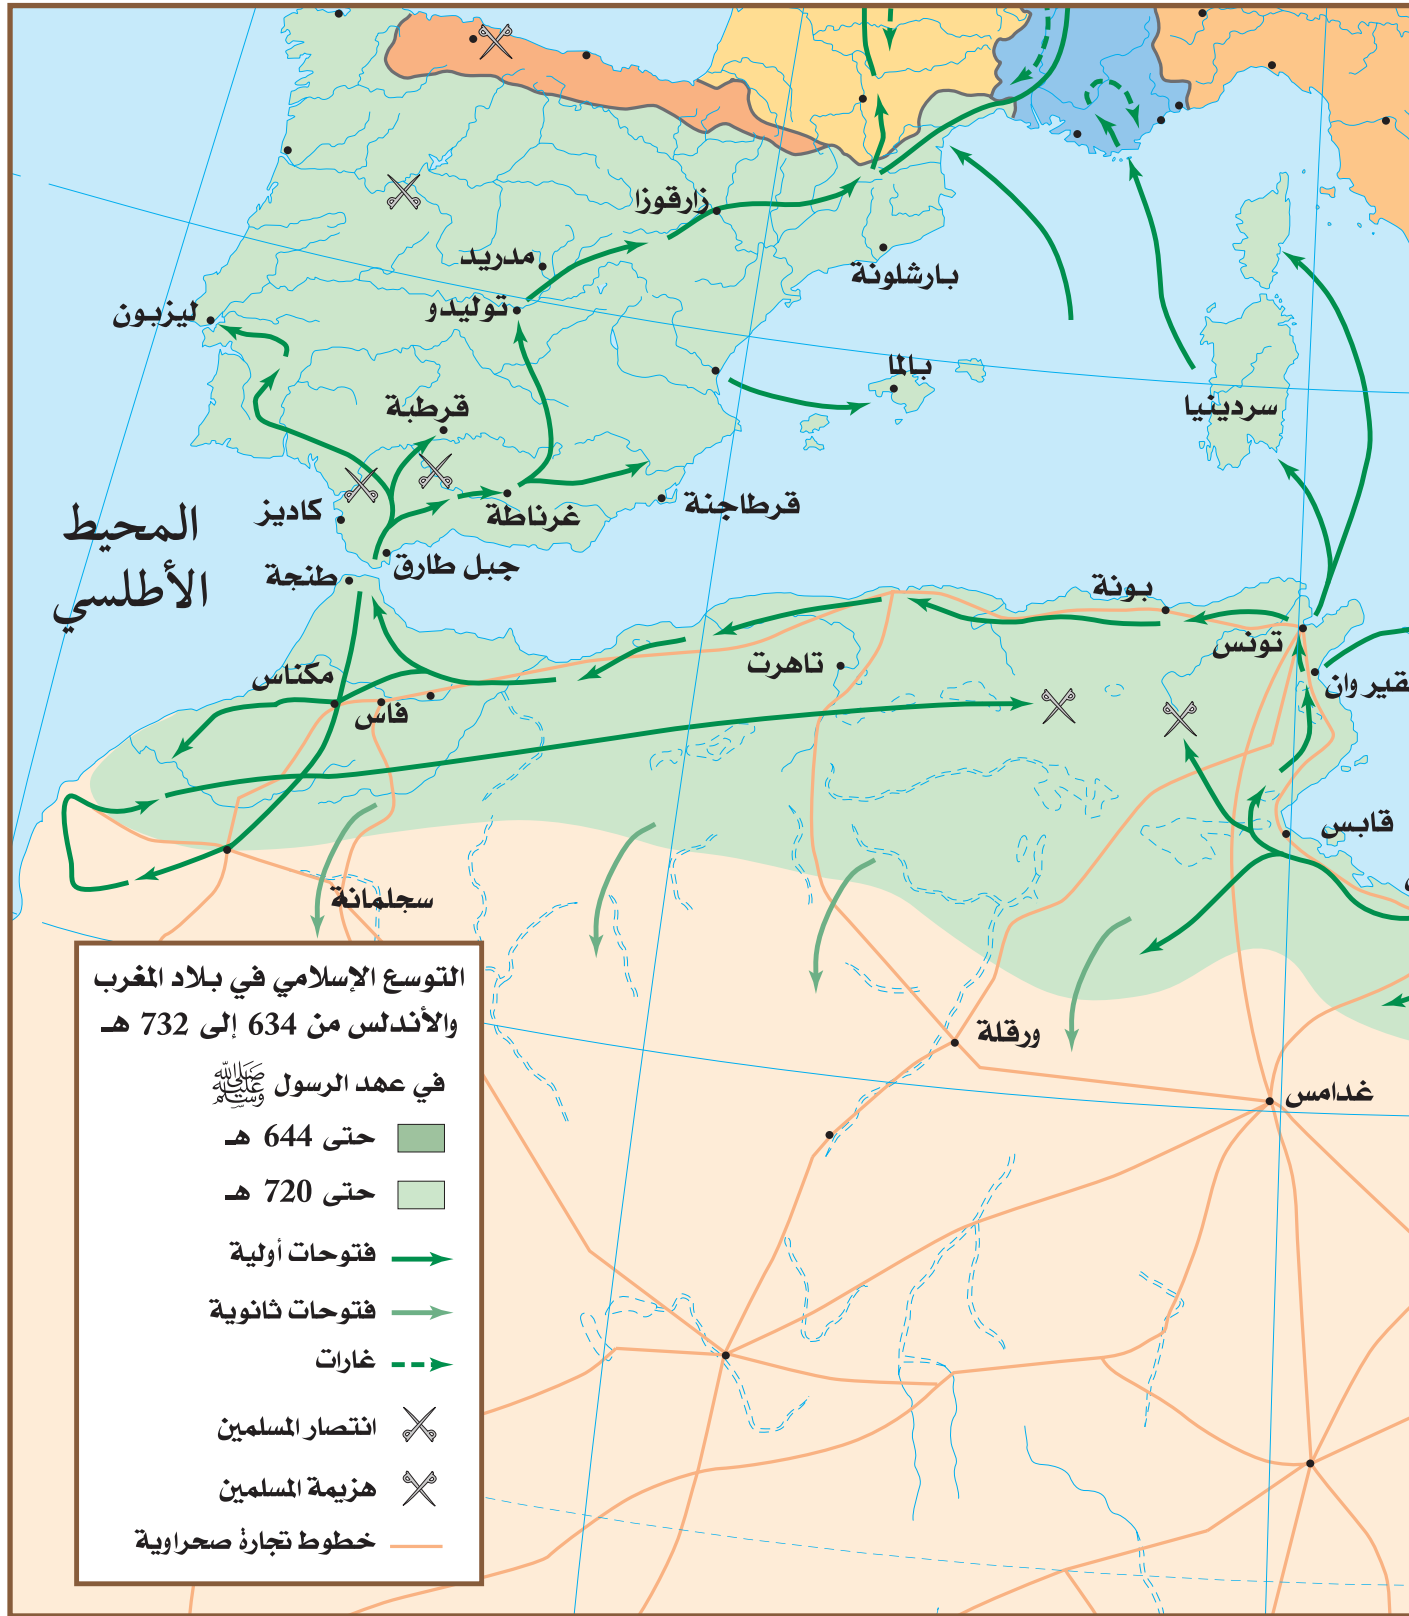 زارقوزا
مدريد
بارشلونة
توليدو
ليزبون
بالما
سردينيا
قرطبة
قرطاجنة
غرناطة
كاديز
المحيط
الأطلسي
جبل طارق
طنجة
بونة
تونس
تاهرت
مكناس
قير وان
فاس
قابس
سجلمانة
ورقلة
غدامس
التوسع الإسلامي في بلاد المغرب
والأندلس من 634 إلى 732 هـ
في عهد الرسول ﷺ
حتى 644 هـ
حتى 720 هـ
فتوحات أولية
فتوحات ثانوية
غارات
انتصار المسلمين
هزيمة المسلمين
خطوط تجارة صحراوية